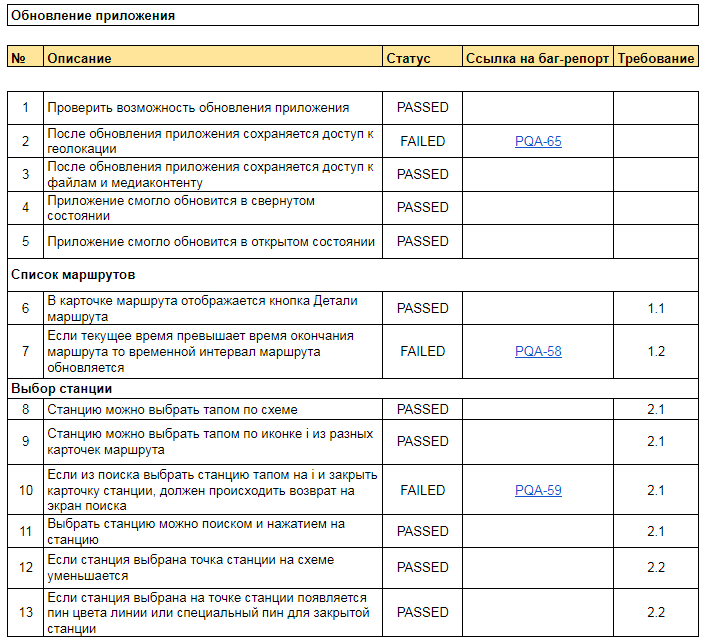 Обновление приложения
№ Описание Статус Ссылка на баг-репорт Требование
1 Проверить возможность обновления приложения PASSED
После обновления приложения сохраняется доступ к
2 геолокации FAILED PQA-65
После обновления приложения сохраняется доступ к
3 файлам и медиаконтенту PASSED
Приложение смогло обновится в свернутом
4 состоянии PASSED
5 Приложение смогло обновится в открытом состоянии PASSED
Список маршрутов
В карточке маршрута отображается кнопка Детали
6 маршрута PASSED 1.1
Если текущее время превышает время окончания
7 маршрута то временной интервал маршрута FAILED PQA-58 1.2
обновляется
Выбор станции
8 Станцию можно выбрать тапом по схеме PASSED 2.1
Станцию можно выбрать тапом по иконке i из разных
9 карточек маршрута PASSED 2.1
Если из поиска выбрать станцию тапом на i и закрыть
10 карточку станции, должен происходить возврат на FAILED PQA-59 2.1
экран поиска
Выбрать станцию можно поиском и нажатием на
11 станцию PASSED 2.1
Если станция выбрана точка станции на схеме
12 уменьшается PASSED 2.2
Если станция выбрана на точке станции появляется
13 пин цвета линии или специальный пин для закрытой PASSED 2.2
станции